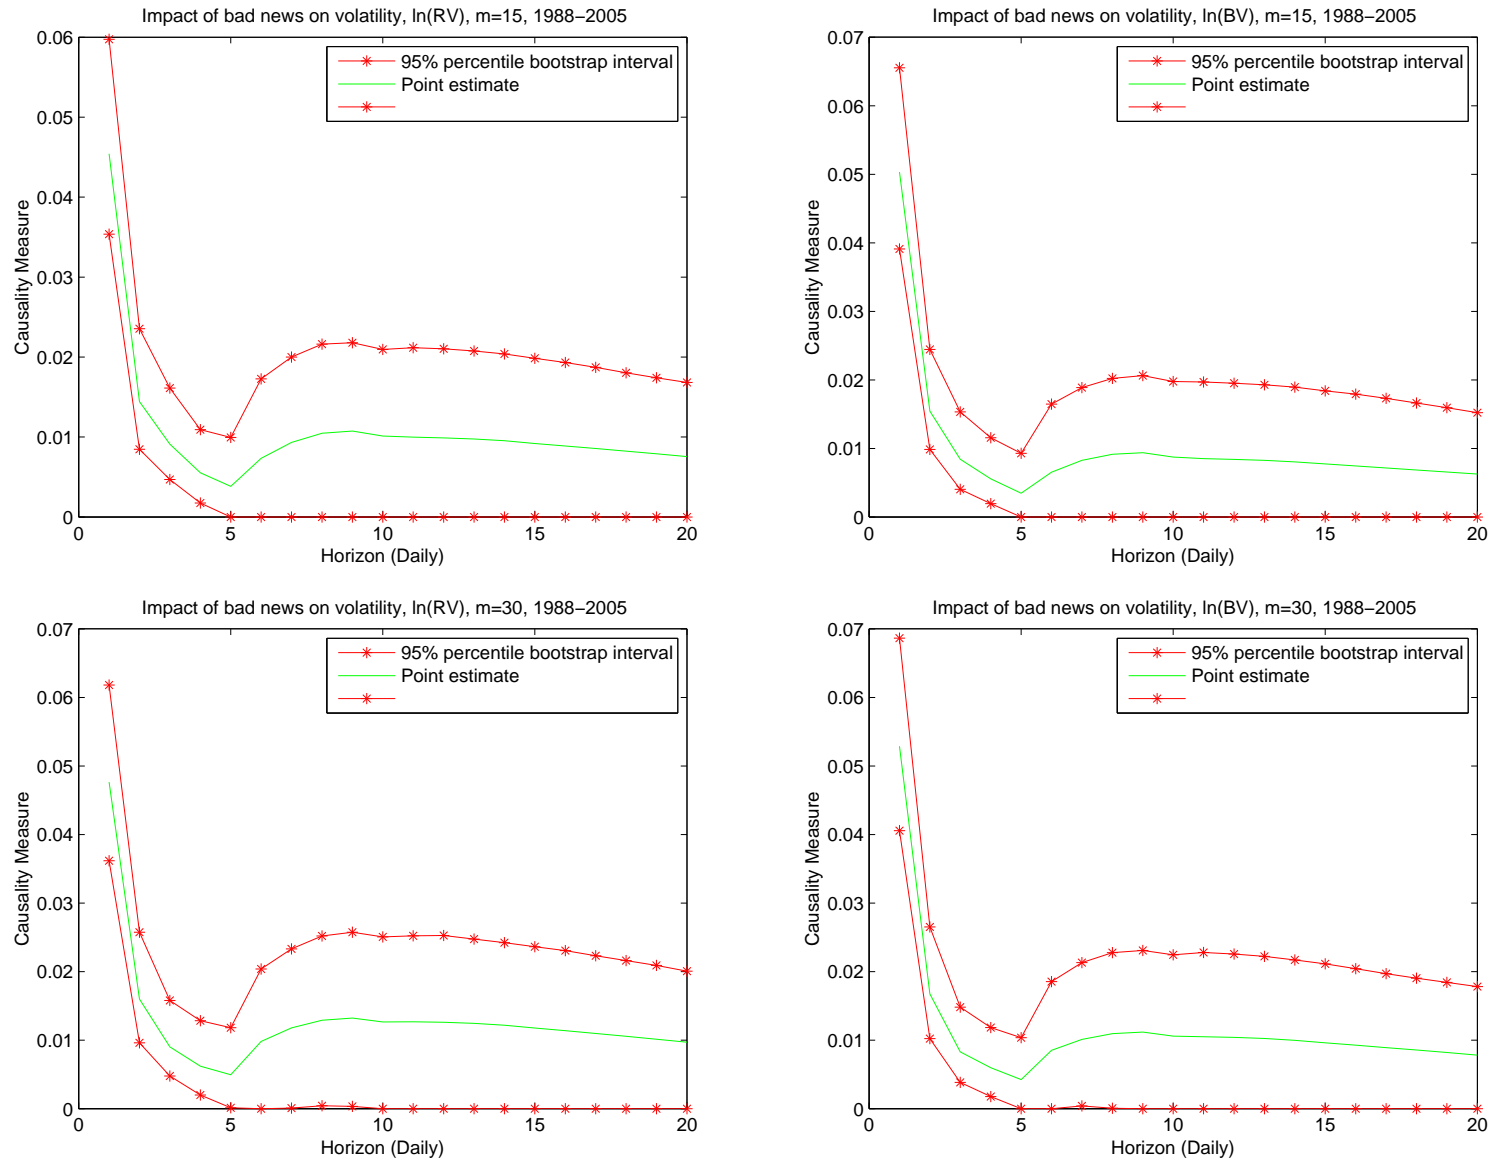 Impact of bad news on volatility, ln(RV), m=15, 1988−2005
0.06
0.05
0.04
0.03
0.02
0.01
0
Causality Measure
95% percentile bootstrap interval
Point estimate
0 5 10 15 20
Horizon (Daily)
Impact of bad news on volatility, ln(BV), m=15, 1988−2005
0.07
0.06
0.05
0.04
0.03
0.02
0.01
0
Causality Measure
95% percentile bootstrap interval
Point estimate
0 5 10 15 20
Horizon (Daily)
Impact of bad news on volatility, ln(RV), m=30, 1988−2005
0.07
0.06
0.05
0.04
0.03
0.02
0.01
0
Causality Measure
95% percentile bootstrap interval
Point estimate
0 5 10 15 20
Horizon (Daily)
Impact of bad news on volatility, ln(BV), m=30, 1988−2005
0.07
0.06
0.05
0.04
0.03
0.02
0.01
0
Causality Measure
95% percentile bootstrap interval
Point estimate
0 5 10 15 20
Horizon (Daily)